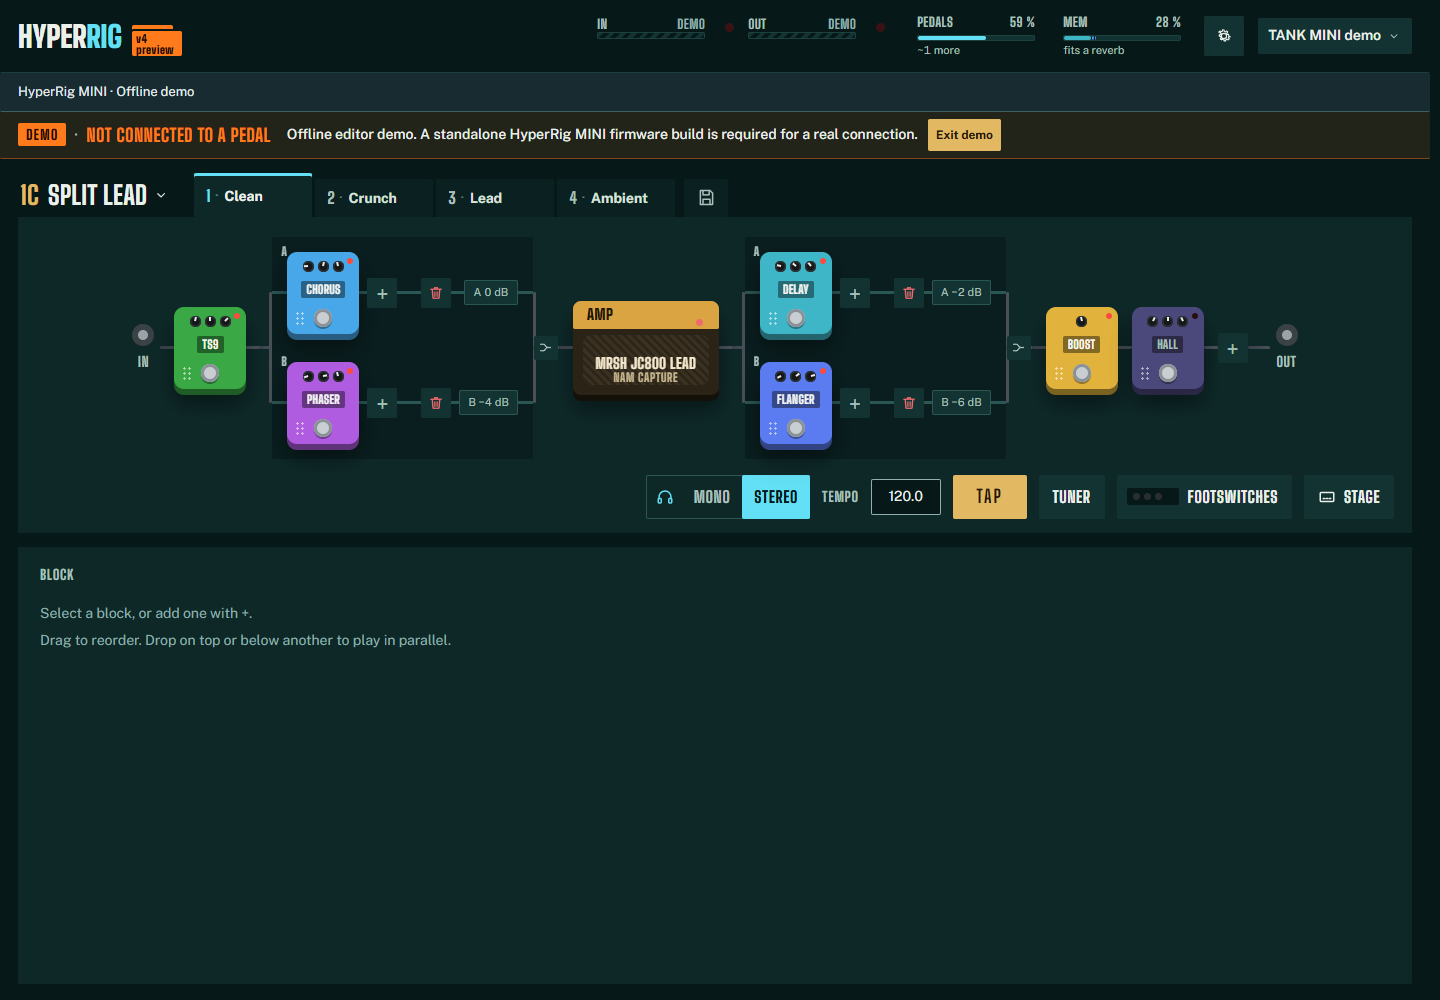 HYPERRIG
v4 preview
IN DEMO
OUT DEMO
PEDALS 59 %
~1 more
MEM 28 %
fits a reverb
TANK MINI demo
HyperRig MINI · Offline demo
DEMO · NOT CONNECTED TO A PEDAL Offline editor demo. A standalone HyperRig MINI firmware build is required for a real connection. Exit demo
1C SPLIT LEAD
1 · Clean
2 · Crunch
3 · Lead
4 · Ambient
IN
TS9
A
CHORUS
+
A 0 dB
B
PHASER
+
B −4 dB
AMP
MRSH JC800 LEAD
NAM CAPTURE
A
DELAY
+
A −2 dB
B
FLANGER
+
B −6 dB
BOOST
HALL
+
OUT
MONO STEREO TEMPO 120.0 TAP TUNER FOOTSWITCHES STAGE
BLOCK
Select a block, or add one with +.
Drag to reorder. Drop on top or below another to play in parallel.